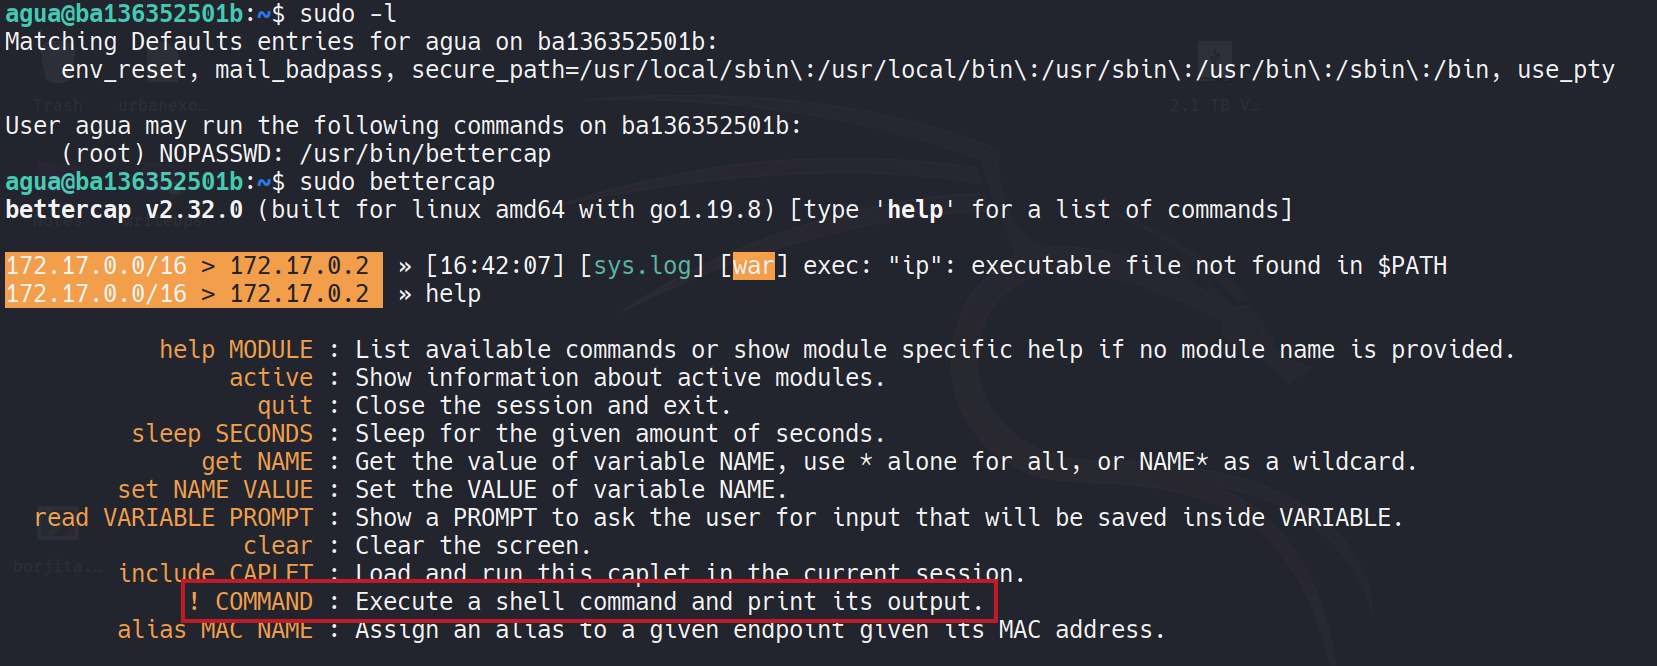 agua@ba136352501b:~$ sudo -l
Matching Defaults entries for agua on ba136352501b:
    env_reset, mail_badpass, secure_path=/usr/local/sbin\:/usr/local/bin\:/usr/sbin\:/usr/bin\:/sbin\:/bin, use_pty
Trash urbanexo… 2.1 TB V…
User agua may run the following commands on ba136352501b:
    (root) NOPASSWD: /usr/bin/bettercap
agua@ba136352501b:~$ sudo bettercap
bettercap v2.32.0 (built for linux amd64 with go1.19.8) [type 'help' for a list of commands]
172.17.0.0/16 > 172.17.0.2  » [16:42:07] [sys.log] [war] exec: "ip": executable file not found in $PATH
172.17.0.0/16 > 172.17.0.2  » help
help MODULE : List available commands or show module specific help if no module name is provided.
active : Show information about active modules.
quit : Close the session and exit.
sleep SECONDS : Sleep for the given amount of seconds.
get NAME : Get the value of variable NAME, use * alone for all, or NAME* as a wildcard.
set NAME VALUE : Set the VALUE of variable NAME.
read VARIABLE PROMPT : Show a PROMPT to ask the user for input that will be saved inside VARIABLE.
clear : Clear the screen.
borjita.…
include CAPLET : Load and run this caplet in the current session.
! COMMAND : Execute a shell command and print its output.
alias MAC NAME : Assign an alias to a given endpoint given its MAC address.